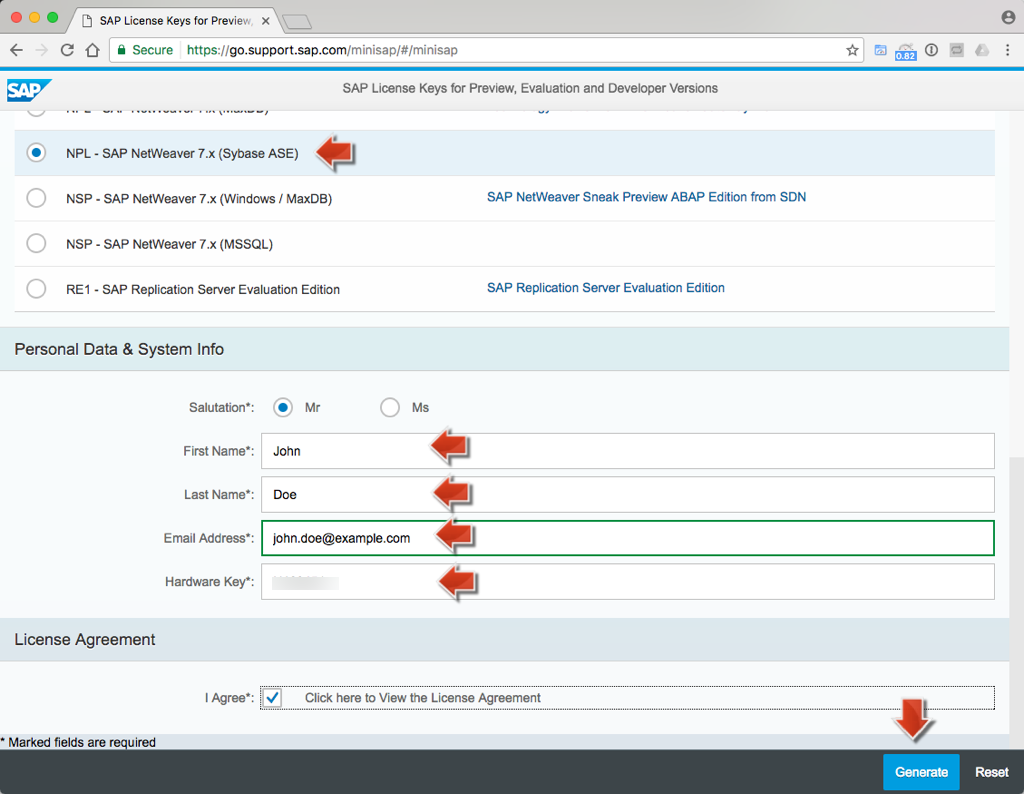 SAP License Keys for Preview,
Secure https://go.support.sap.com/minisap/#/minisap
0.82
SAP SAP License Keys for Preview, Evaluation and Developer Versions
NPL - SAP NetWeaver 7.x (MaxDB)
NPL - SAP NetWeaver 7.x (Sybase ASE)
NSP - SAP NetWeaver 7.x (Windows / MaxDB) SAP NetWeaver Sneak Preview ABAP Edition from SDN
NSP - SAP NetWeaver 7.x (MSSQL)
RE1 - SAP Replication Server Evaluation Edition SAP Replication Server Evaluation Edition
Personal Data & System Info
Salutation*: Mr Ms
First Name*: John
Last Name*: Doe
Email Address*: john.doe@example.com
Hardware Key*:
License Agreement
I Agree*: Click here to View the License Agreement
* Marked fields are required
Generate Reset